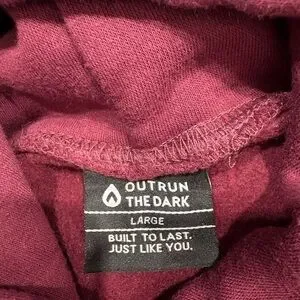 OUTRUN
THE DARK
LARGE
BUILT TO LAST.
JUST LIKE YOU.